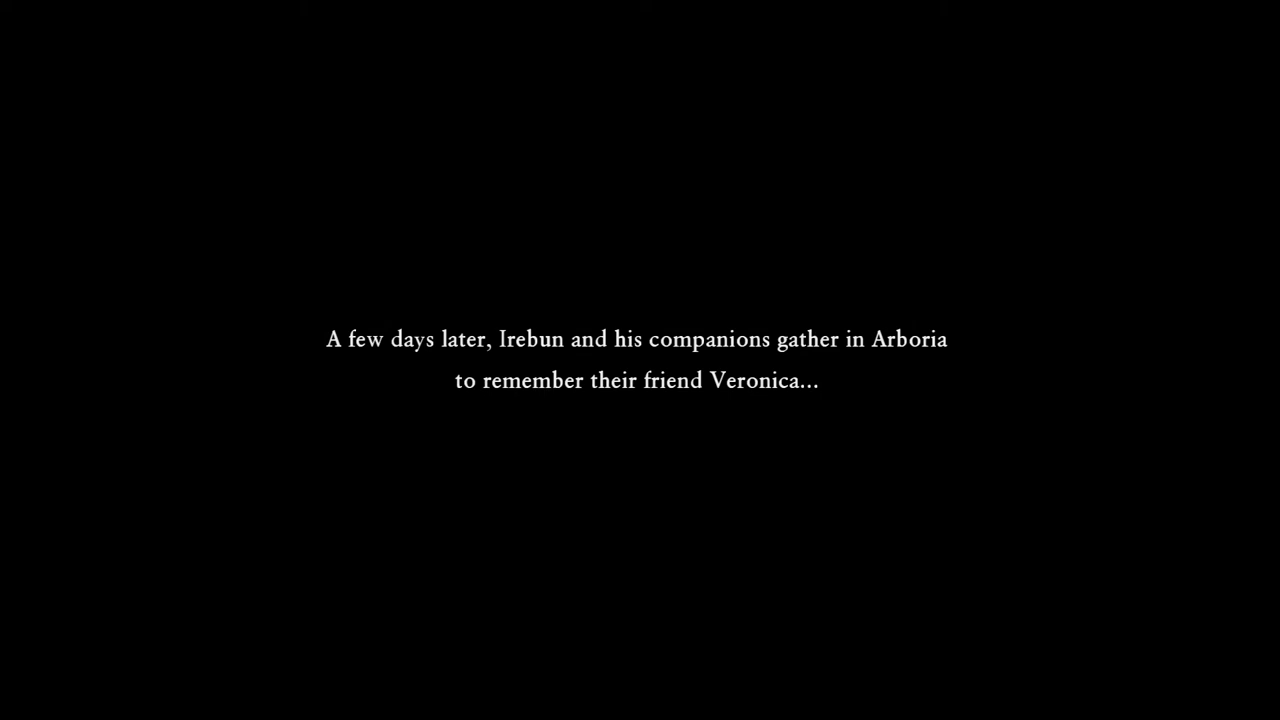 A few days later, Irebun and his companions gather in Arboria
to remember their friend Veronica...